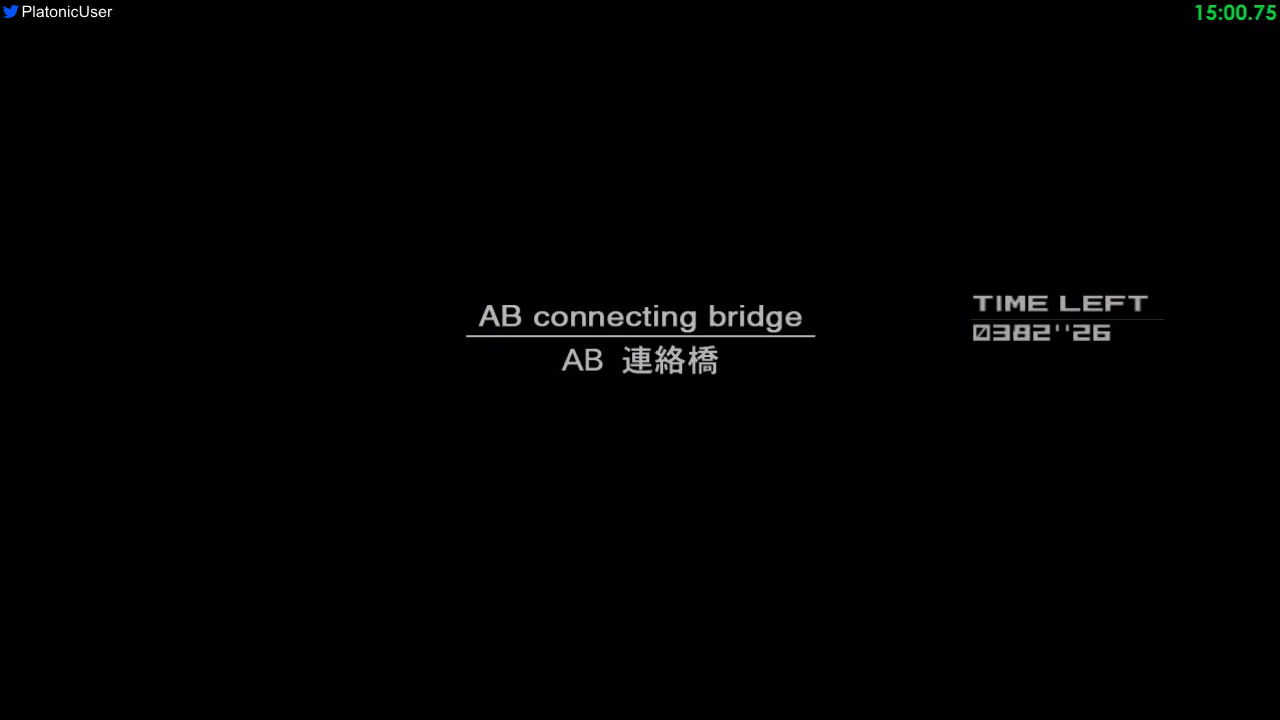 PlatonicUser
15:00.75
AB connecting bridge
AB 連絡橋
TIME LEFT
0382"26